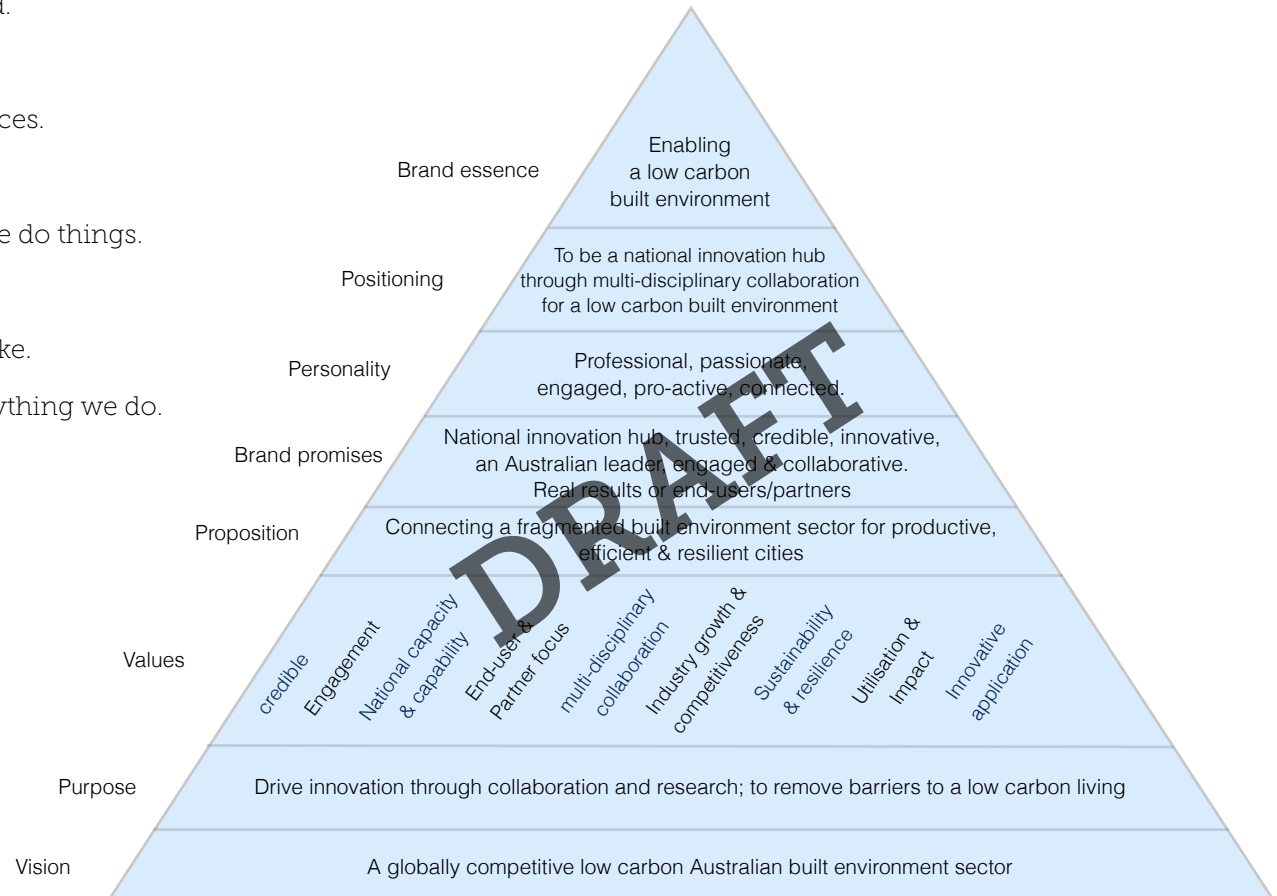 d.
ces.
e do things.
ke.
ything we do.
Brand essence
Enabling
a low carbon
built environment
Positioning
To be a national innovation hub
through multi-disciplinary collaboration
for a low carbon built environment
Personality
Professional, passionate,
engaged, pro-active, connected.
Brand promises
National innovation hub, trusted, credible, innovative,
an Australian leader, engaged & collaborative.
Real results or end-users/partners
Proposition
Connecting a fragmented built environment sector for productive,
efficient & resilient cities
DRAFT
Values
credible
Engagement
National capacity
& capability
End-user &
Partner focus
multi-disciplinary
collaboration
Industry growth &
competitiveness
Sustainability
& resilience
Utilisation &
Impact
Innovative
application
Purpose
Drive innovation through collaboration and research; to remove barriers to a low carbon living
Vision
A globally competitive low carbon Australian built environment sector